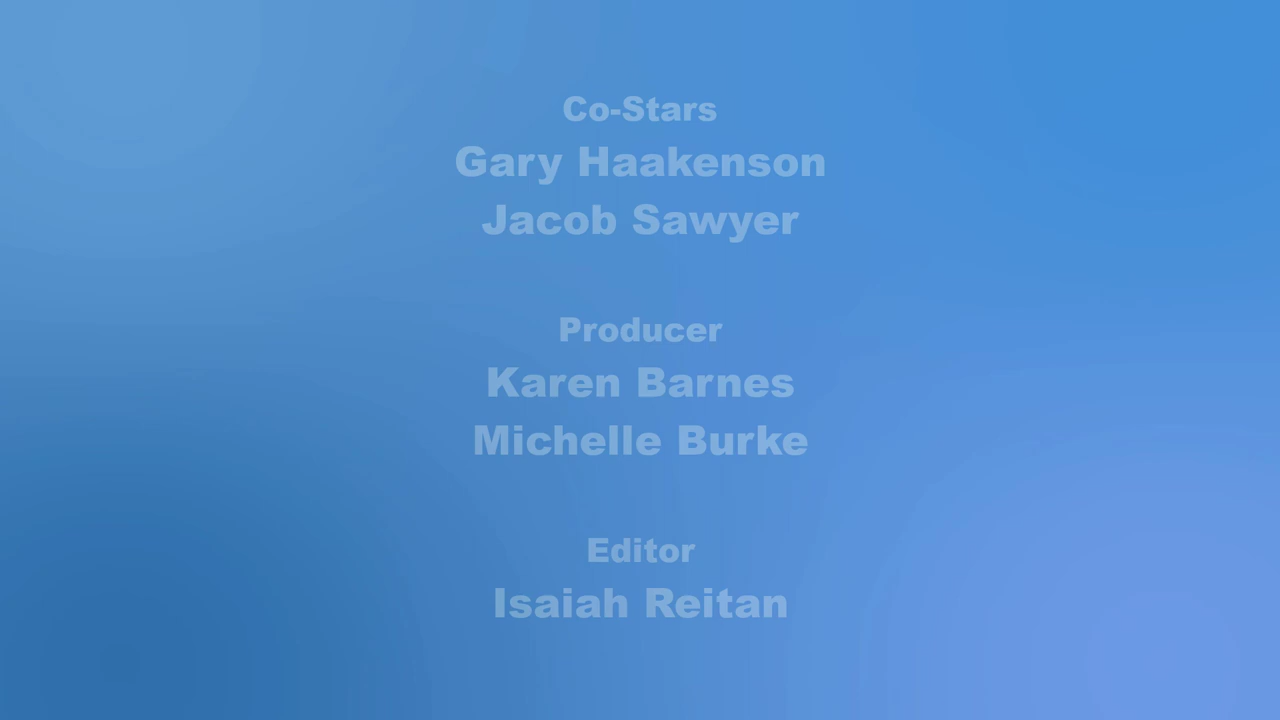 Co-Stars
Gary Haakenson
Jacob Sawyer
Producer
Karen Barnes
Michelle Burke
Editor
Isaiah Reitan